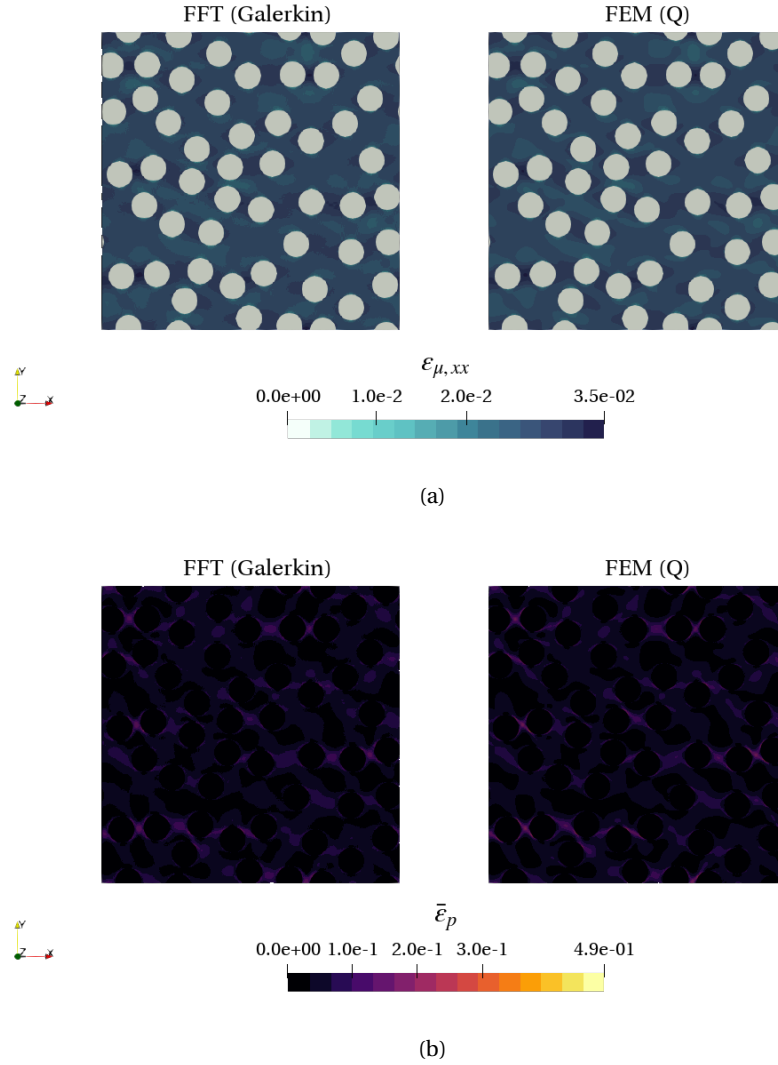 FFT (Galerkin) FEM (Q)
ε_{μ,xx}
0.0e+00 1.0e-2 2.0e-2 3.5e-02
Y
Z X
(a)
FFT (Galerkin) FEM (Q)
ε̄_p
0.0e+00 1.0e-1 2.0e-1 3.0e-1 4.9e-01
Y
Z X
(b)